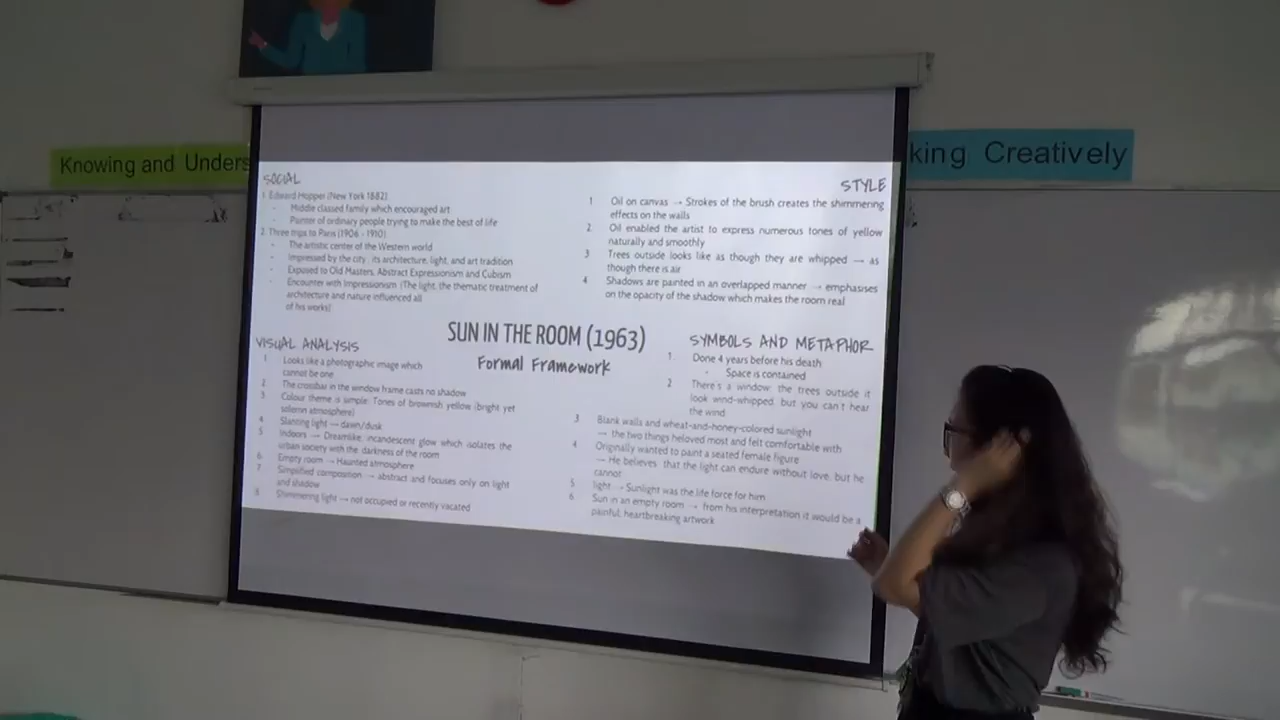 Knowing and Unders
king Creatively
SOCIAL
1. Edward Hopper (New York 1882)
- Middle classed family which encouraged art
- Painter of ordinary people trying to make the best of life
2. Three trips to Paris (1906 - 1910)
- The artistic center of the Western world
- Impressed by the city : its architecture, light, and art tradition
- Exposed to Old Masters, Abstract Expressionism and Cubism
- Encounter with Impressionism (The light, the thematic treatment of
architecture and nature influenced all
of his works)
STYLE
1 Oil on canvas → Strokes of the brush creates the shimmering
effects on the walls
2 Oil enabled the artist to express numerous tones of yellow
naturally and smoothly
3 Trees outside looks like as though they are whipped → as
though there is air
4 Shadows are painted in an overlapped manner → emphasises
on the opacity of the shadow which makes the room real
SUN IN THE ROOM (1963)
Formal Framework
VISUAL ANALYSIS
1 Looks like a photographic image which
cannot be one
2 The crossbar in the window frame casts no shadow
3 Colour theme is simple: Tones of brownish yellow (bright yet
solemn atmosphere)
4 Slanting light → dawn/dusk
5 Indoors → Dreamlike, incandescent glow which isolates the
urban society with the darkness of the room
6 Empty room → Haunted atmosphere
7 Simplified composition → abstract and focuses only on light
and shadow
8 Shimmering light → not occupied or recently vacated
SYMBOLS AND METAPHOR
1. Done 4 years before his death
- Space is contained
2 There's a window: the trees outside it
look wind-whipped, but you can't hear
the wind
3 Blank walls and wheat-and-honey-colored sunlight
→ the two things beloved most and felt comfortable with
4 Originally wanted to paint a seated female figure
→ He believes that the light can endure without love, but he
cannot
5 light → Sunlight was the life force for him
6 Sun in an empty room → from his interpretation it would be a
painful, heartbreaking artwork